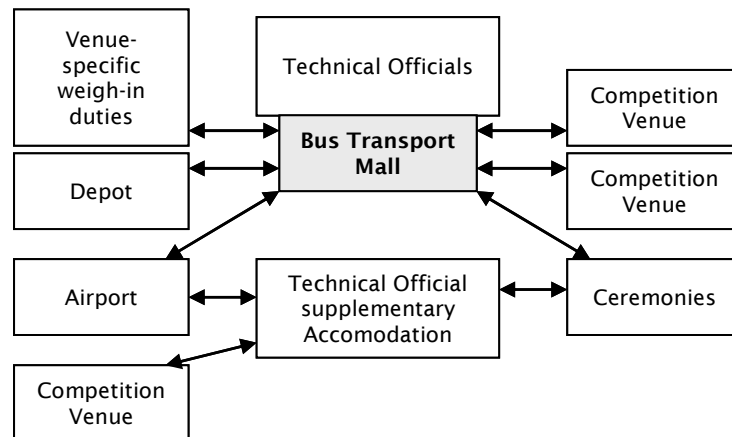 Venue-
specific
weigh-in
duties
Technical Officials
Competition
Venue
Bus Transport
Mall
Depot
Competition
Venue
Airport
Technical Official
supplementary
Accomodation
Ceremonies
Competition
Venue